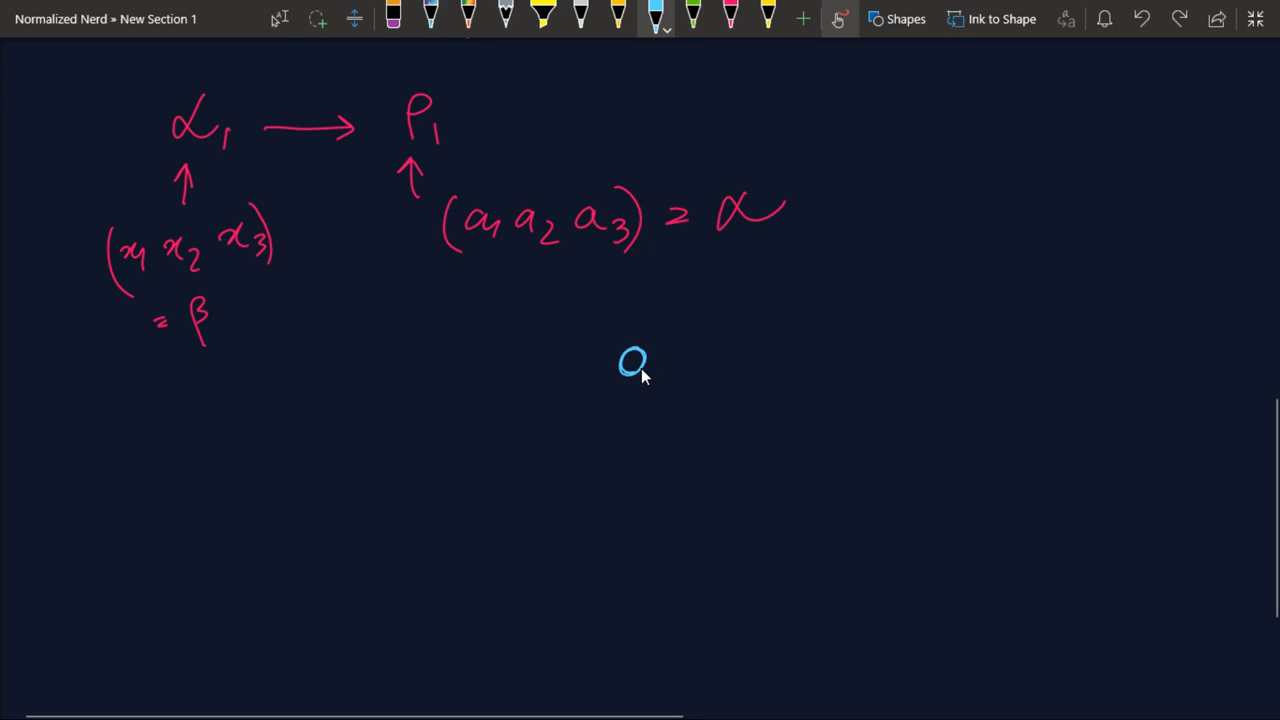 Normalized Nerd » New Section 1
Shapes
Ink to Shape
α₁ → P₁
↑ ↑
(x₁ x₂ x₃)
(a₁ a₂ a₃) = α
= β
O